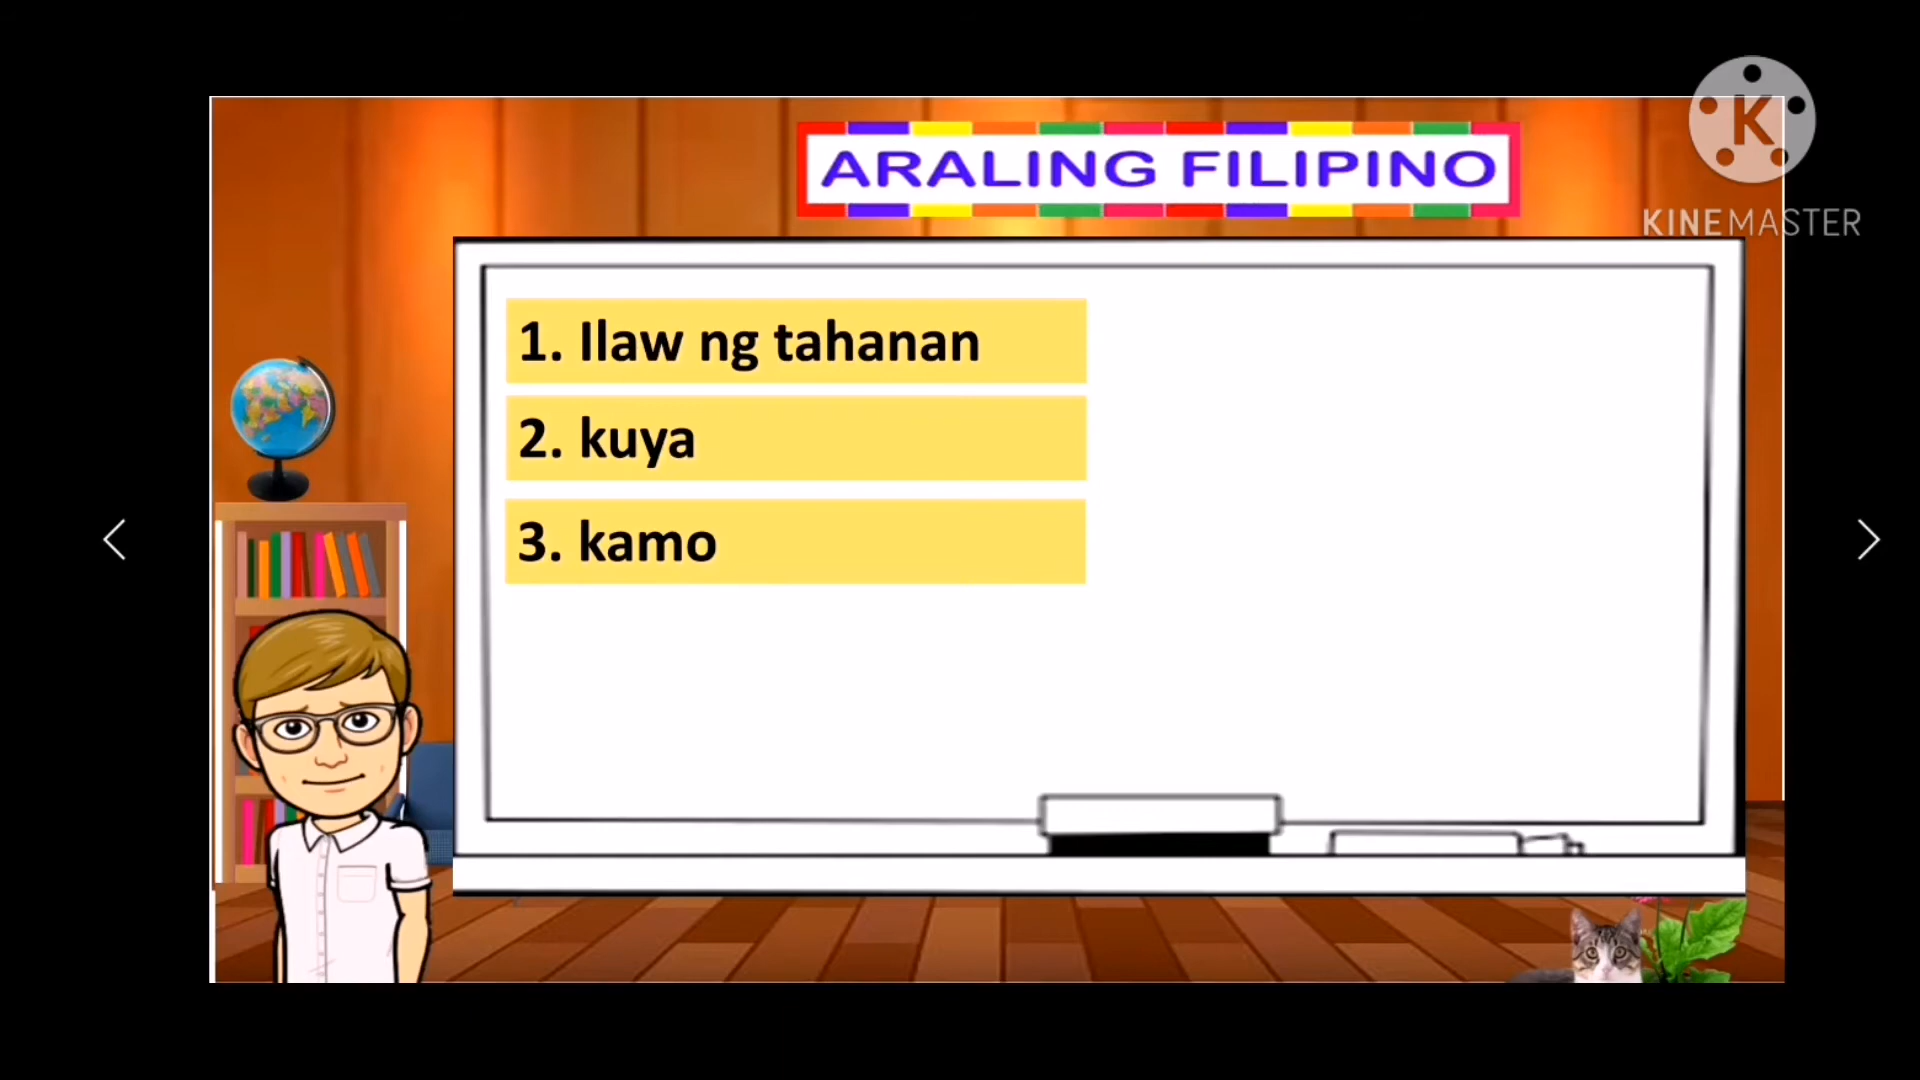 ARALING FILIPINO
K
KINEMASTER
1. Ilaw ng tahanan
2. kuya
3. kamo